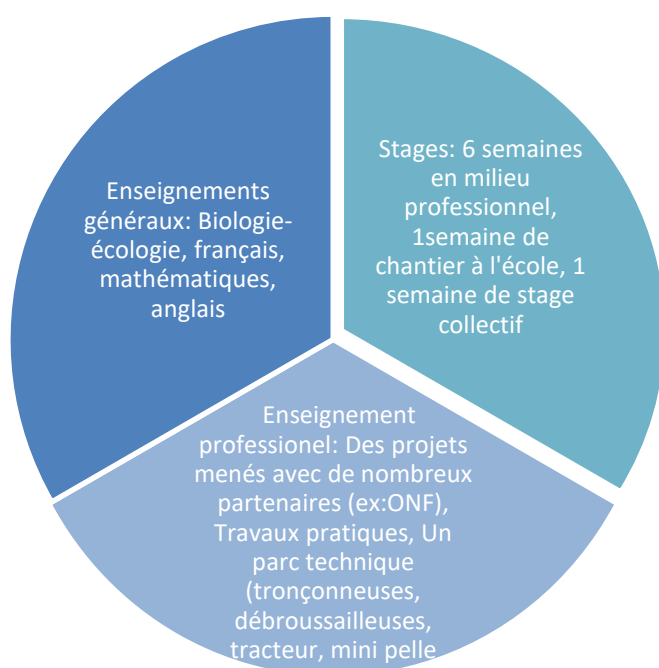 Enseignements
généraux: Biologie-
écologie, français,
mathématiques,
anglais
Stages: 6 semaines
en milieu
professionnel,
1semaine de
chantier à l'école, 1
semaine de stage
collectif
Enseignement
professionel: Des projets
menés avec de nombreux
partenaires (ex:ONF),
Travaux pratiques, Un
parc technique
(tronçonneuses,
débroussailleuses,
tracteur, mini pelle